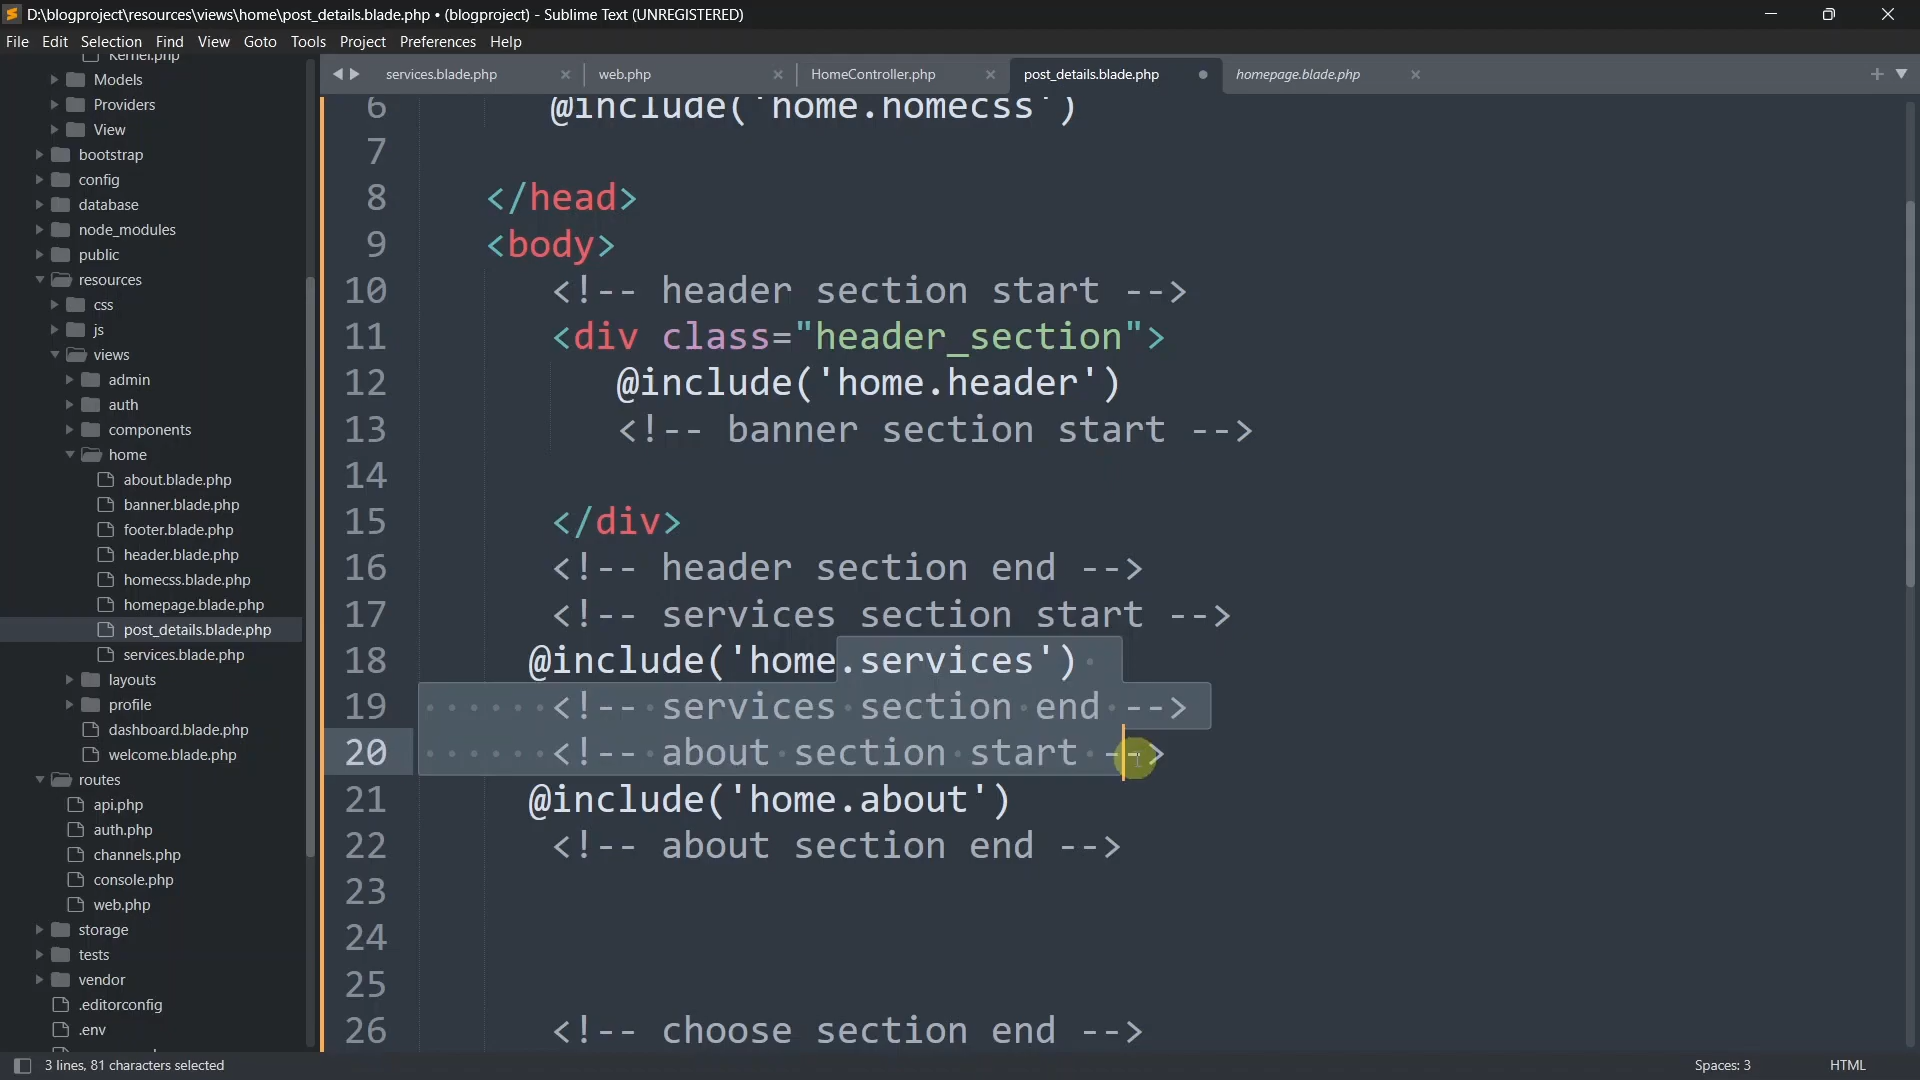 D:\blogproject\resources\views\home\post_details.blade.php • (blogproject) - Sublime Text (UNREGISTERED)
File Edit Selection Find View Goto Tools Project Preferences Help
Kernel.php
Models
Providers
View
bootstrap
config
database
node_modules
public
resources
css
js
views
admin
auth
components
home
about.blade.php
banner.blade.php
footer.blade.php
header.blade.php
homecss.blade.php
homepage.blade.php
post_details.blade.php
services.blade.php
layouts
profile
dashboard.blade.php
welcome.blade.php
routes
api.php
auth.php
channels.php
console.php
web.php
storage
tests
vendor
.editorconfig
.env
services.blade.php web.php HomeController.php post_details.blade.php homepage.blade.php
6 @include('home.homecss')
7
8 </head>
9 <body>
10 <!-- header section start -->
11 <div class="header_section">
12 @include('home.header')
13 <!-- banner section start -->
14
15 </div>
16 <!-- header section end -->
17 <!-- services section start -->
18 @include('home.services')
19 <!-- services section end -->
20 <!-- about section start -->
21 @include('home.about')
22 <!-- about section end -->
23
24
25
26 <!-- choose section end -->
3 lines, 81 characters selected Spaces: 3 HTML